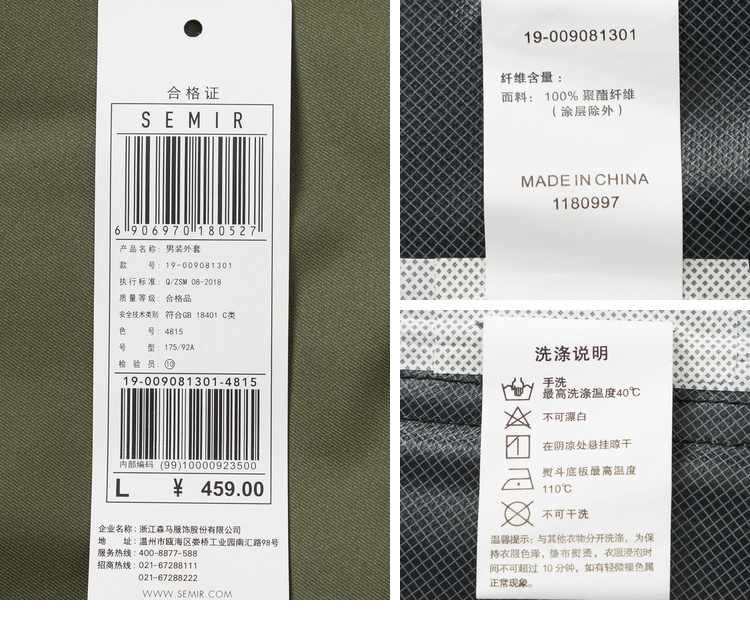 合格证
SEMIR
6 906970 180527
产品名称: 男装外套
款 号: 19-009081301
执行标准: Q/ZSM 08-2018
质量等级: 合格品
安全技术类别 符合GB 18401 C类
色 号: 4815
号 型: 175/92A
检 验 员: ⑩
19-009081301-4815
内部编码 (99)10000923500
L ¥ 459.00
企业名称: 浙江森马服饰股份有限公司
地 址: 温州市瓯海区娄桥工业园南汇路98号
服务热线: 400-8877-588
招商热线: 021-67288111
021-67288222
WWW.SEMIR.COM
19-009081301
纤维含量:
面料: 100% 聚酯纤维
(涂层除外)
MADE IN CHINA
1180997
洗涤说明
手洗
最高洗涤温度40℃
不可漂白
在阴凉处悬挂晾干
熨斗底板最高温度
110℃
不可干洗
温馨提示: 与其他衣物分开洗涤, 为保
持衣服色泽, 垫布熨烫, 衣服浸泡时
间不可超过 10 分钟, 如有轻微褪色属
正常现象。